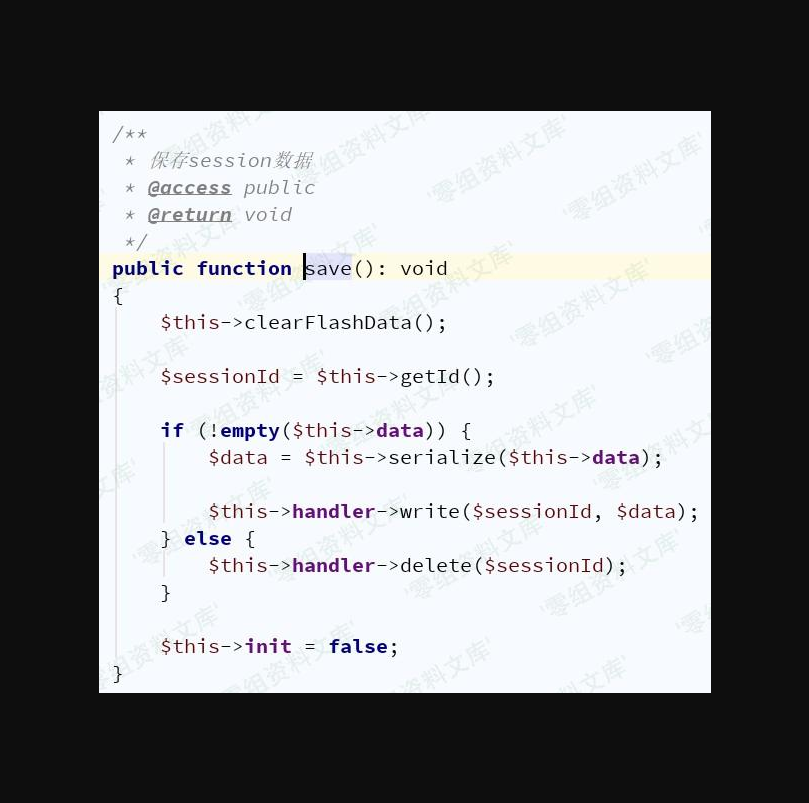 /**
 * 保存session数据
 * @access public
 * @return void
 */
public function save(): void
{
    $this->clearFlashData();
    $sessionId = $this->getId();
    if (!empty($this->data)) {
        $data = $this->serialize($this->data);
        $this->handler->write($sessionId, $data);
    } else {
        $this->handler->delete($sessionId);
    }
    $this->init = false;
}
'零组资料文库'